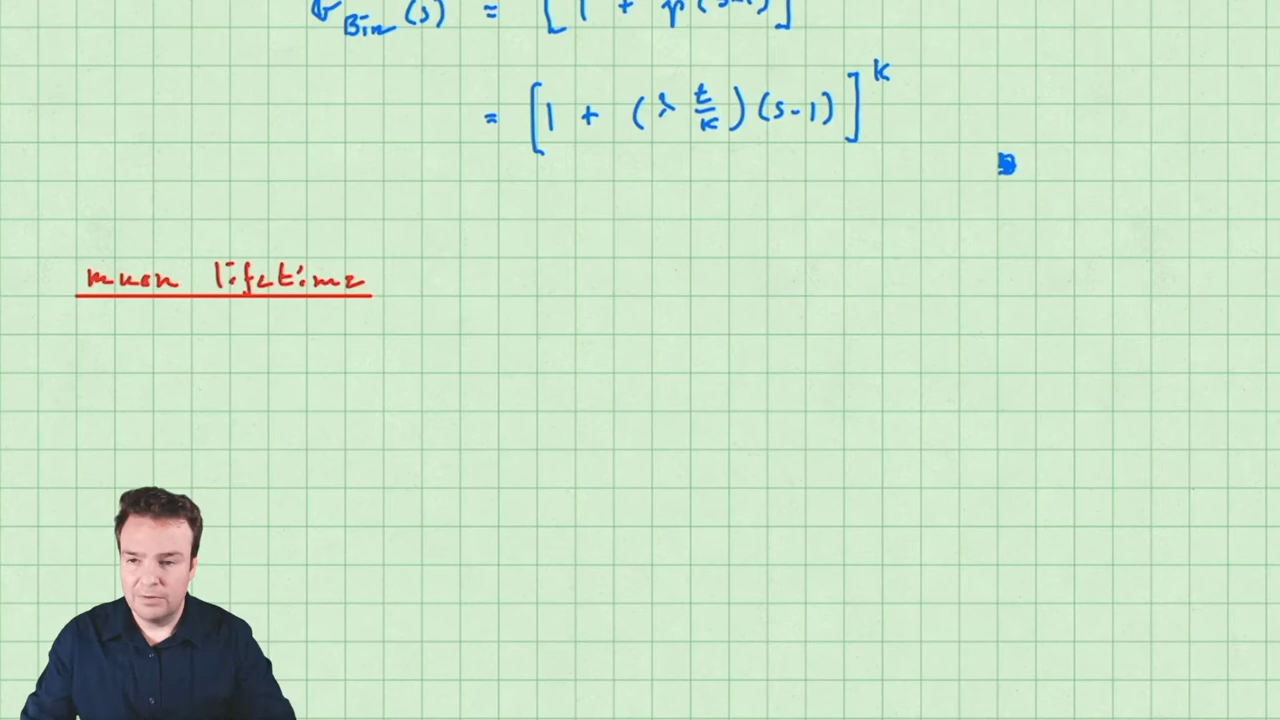 G_Bin(s) = [1 + p(s-1)]
= [1 + (λ t/k)(s-1)]^k
muon lifetime